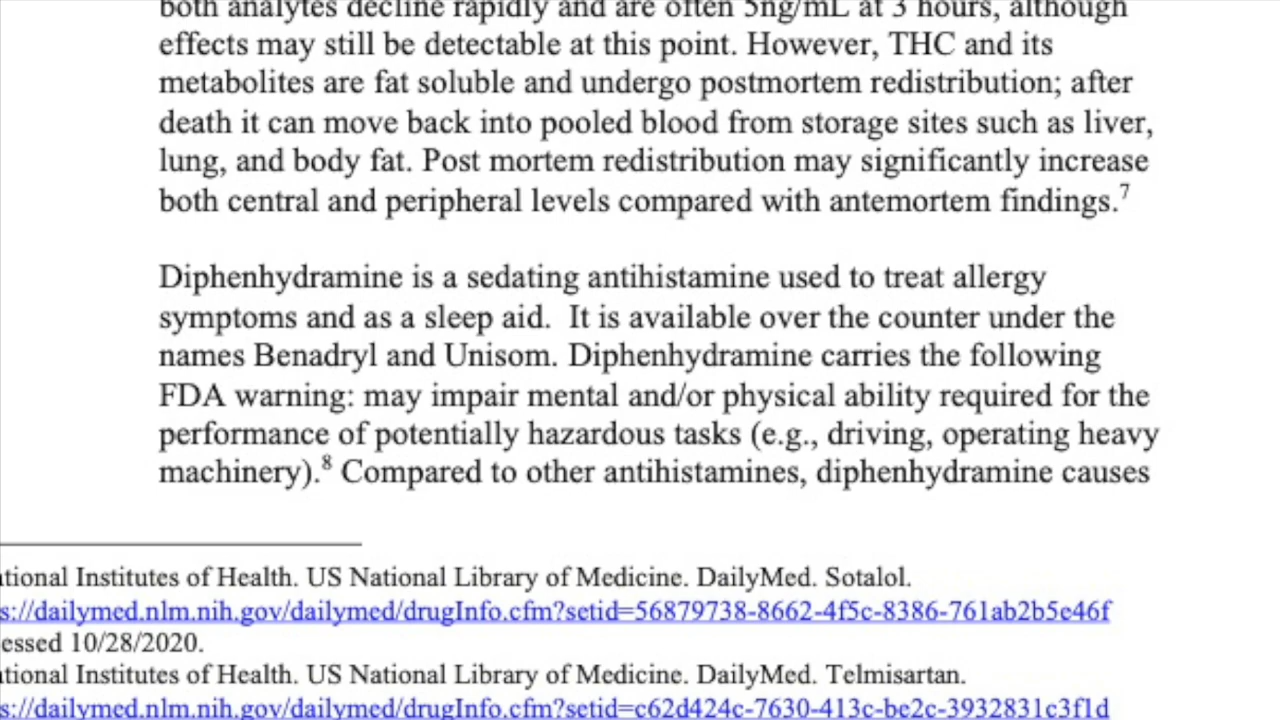 both analytes decline rapidly and are often 5ng/mL at 3 hours, although
effects may still be detectable at this point. However, THC and its
metabolites are fat soluble and undergo postmortem redistribution; after
death it can move back into pooled blood from storage sites such as liver,
lung, and body fat. Post mortem redistribution may significantly increase
both central and peripheral levels compared with antemortem findings.7
Diphenhydramine is a sedating antihistamine used to treat allergy
symptoms and as a sleep aid.  It is available over the counter under the
names Benadryl and Unisom. Diphenhydramine carries the following
FDA warning: may impair mental and/or physical ability required for the
performance of potentially hazardous tasks (e.g., driving, operating heavy
machinery).8 Compared to other antihistamines, diphenhydramine causes
tional Institutes of Health. US National Library of Medicine. DailyMed. Sotalol.
s://dailymed.nlm.nih.gov/dailymed/drugInfo.cfm?setid=56879738-8662-4f5c-8386-761ab2b5e46f
essed 10/28/2020.
tional Institutes of Health. US National Library of Medicine. DailyMed. Telmisartan.
s://dailymed.nlm.nih.gov/dailymed/drugInfo.cfm?setid=c62d424c-7630-413c-be2c-3932831c3f1d